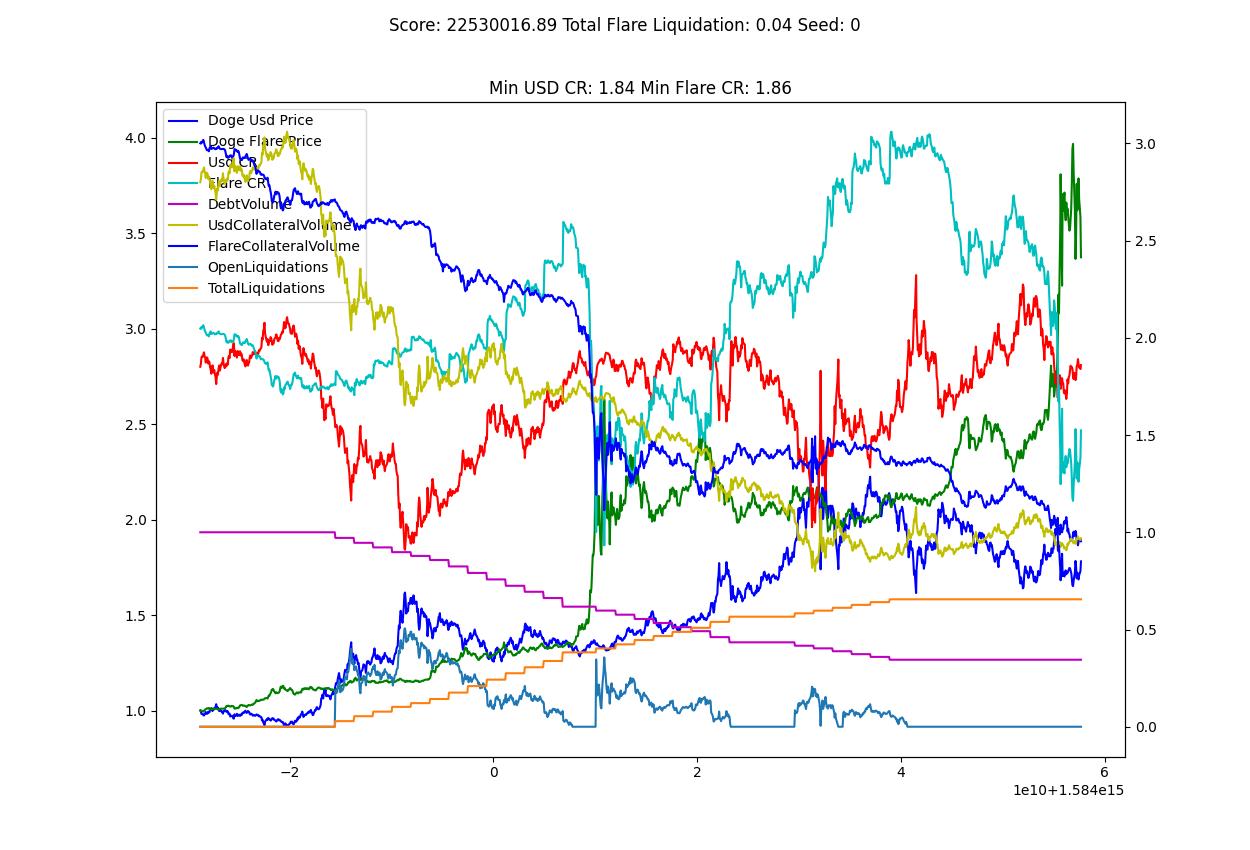 Score: 22530016.89 Total Flare Liquidation: 0.04 Seed: 0
Min USD CR: 1.84 Min Flare CR: 1.86
Doge Usd Price
Doge Flare Price
Usd CR
Flare CR
DebtVolume
UsdCollateralVolume
FlareCollateralVolume
OpenLiquidations
TotalLiquidations
4.0
3.5
3.0
2.5
2.0
1.5
1.0
3.0
2.5
2.0
1.5
1.0
0.5
0.0
−2
0
2
4
6
1e10+1.584e15